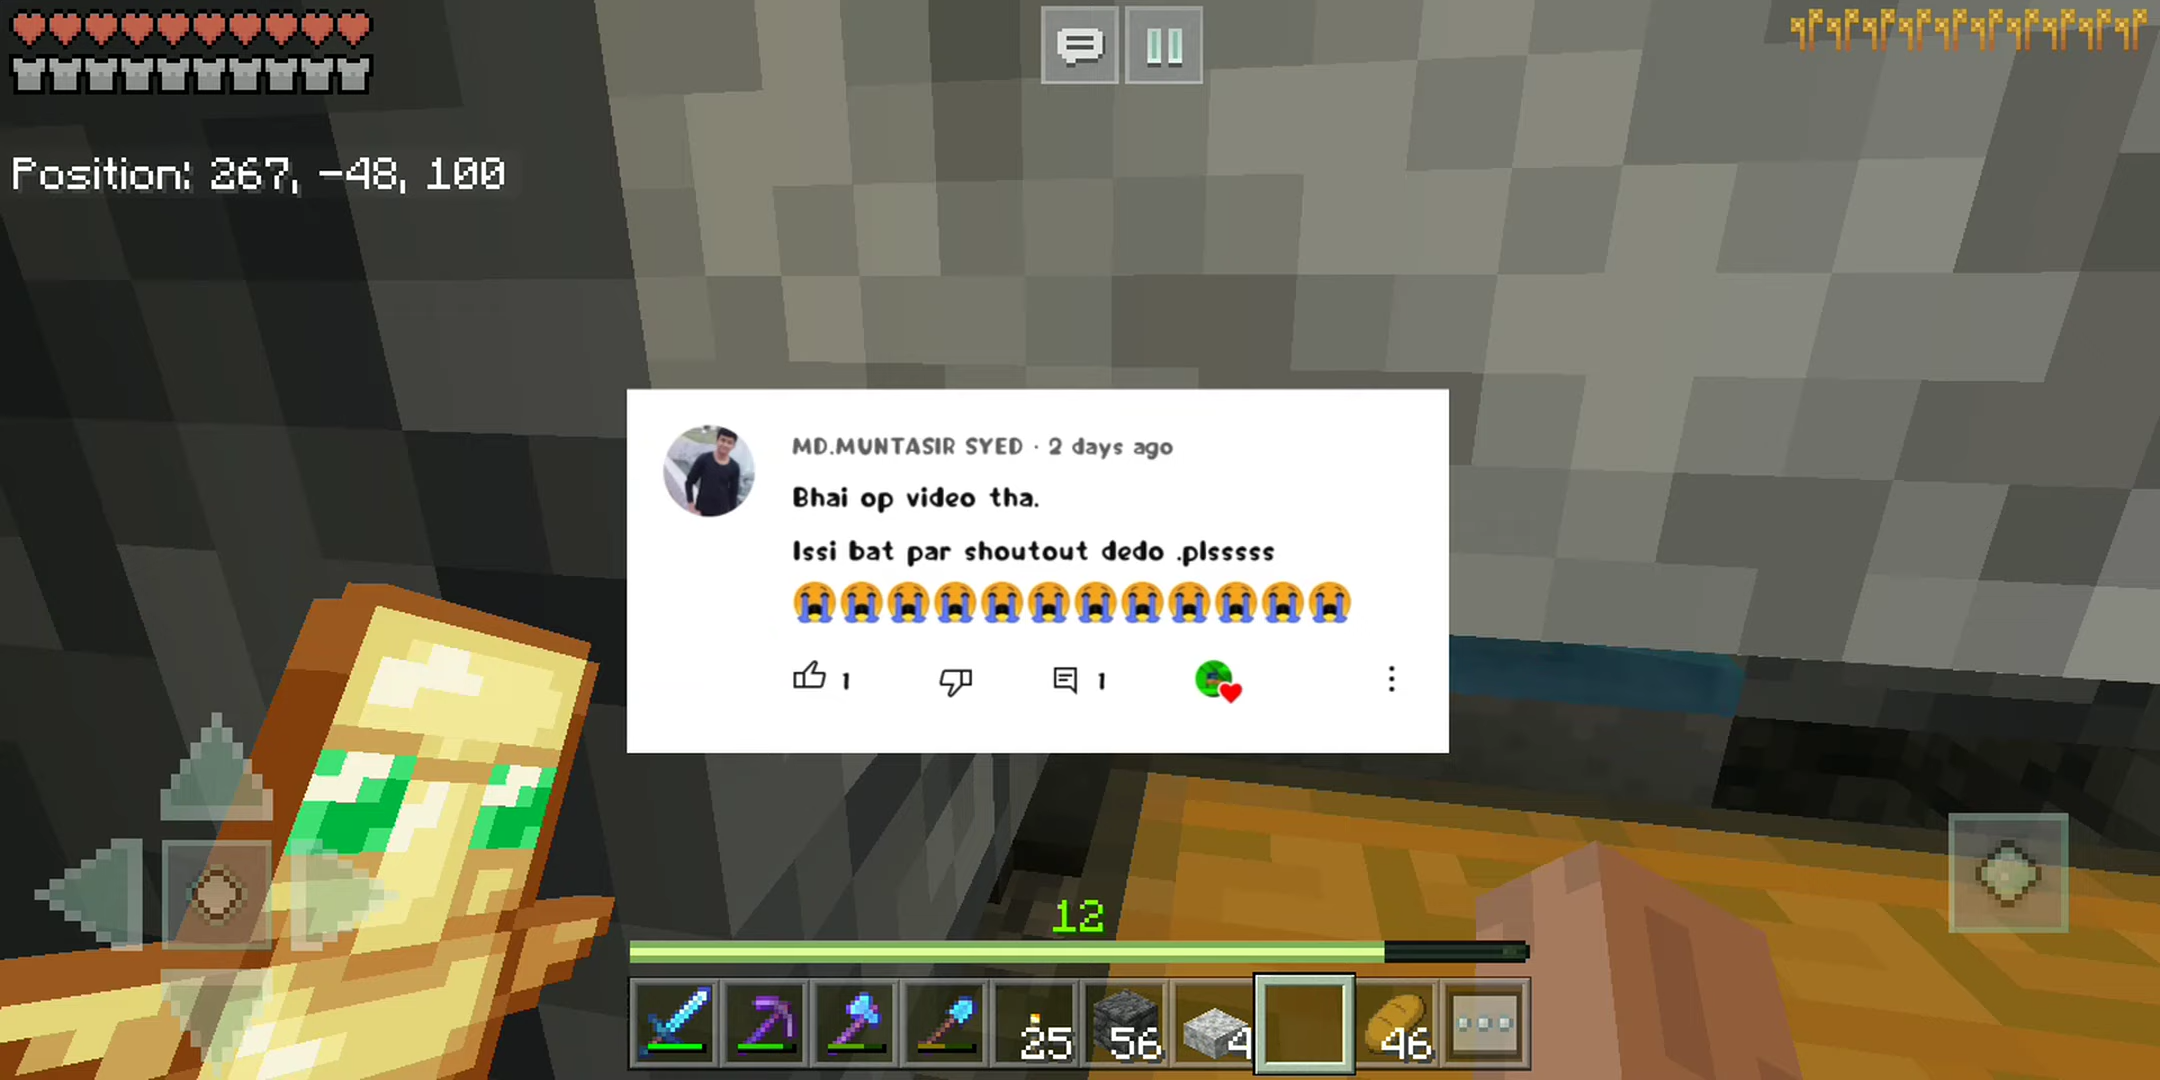 Position: 267, -48, 100
MD.MUNTASIR SYED · 2 days ago
Bhai op video tha.
Issi bat par shoutout dedo .plsssss
😭😭😭😭😭😭😭😭😭😭😭😭
1 1
12
25 56 4 46